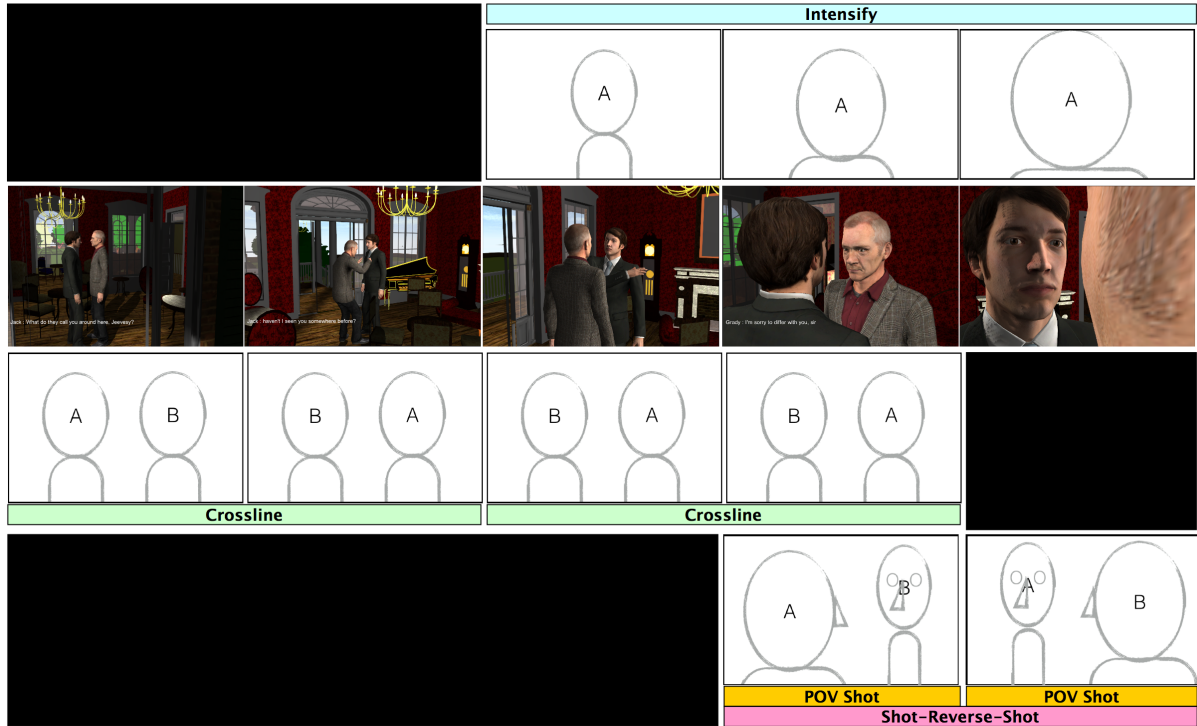 Intensify
A
A
A
Jack : What do they call you around here, Jeevesy?
Jack : haven't I seen you somewhere before?
Grady : I'm sorry to differ with you, sir
A B
B A
B A
B A
Crossline
Crossline
A B
A B
POV Shot
POV Shot
Shot-Reverse-Shot